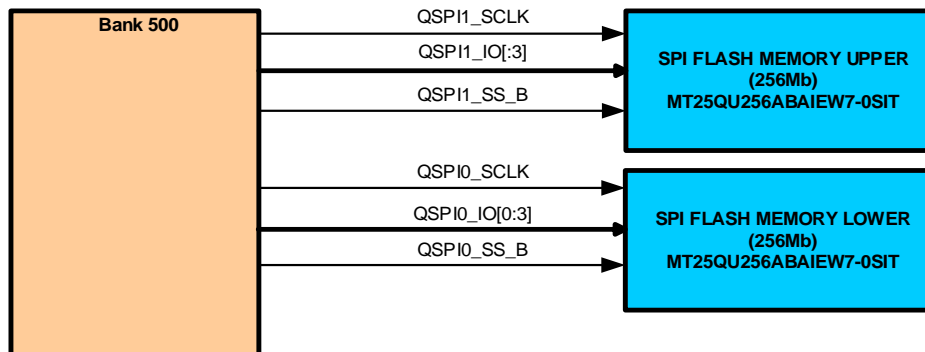 Bank 500
QSPI1_SCLK
QSPI1_IO[:3]
QSPI1_SS_B
SPI FLASH MEMORY UPPER
(256Mb)
MT25QU256ABAIEW7-0SIT
QSPI0_SCLK
QSPI0_IO[0:3]
QSPI0_SS_B
SPI FLASH MEMORY LOWER
(256Mb)
MT25QU256ABAIEW7-0SIT